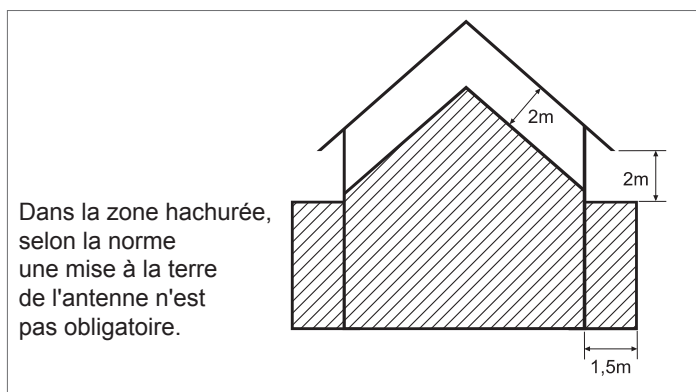 2m
2m
Dans la zone hachurée,
selon la norme
une mise à la terre
de l'antenne n'est
pas obligatoire.
1,5m